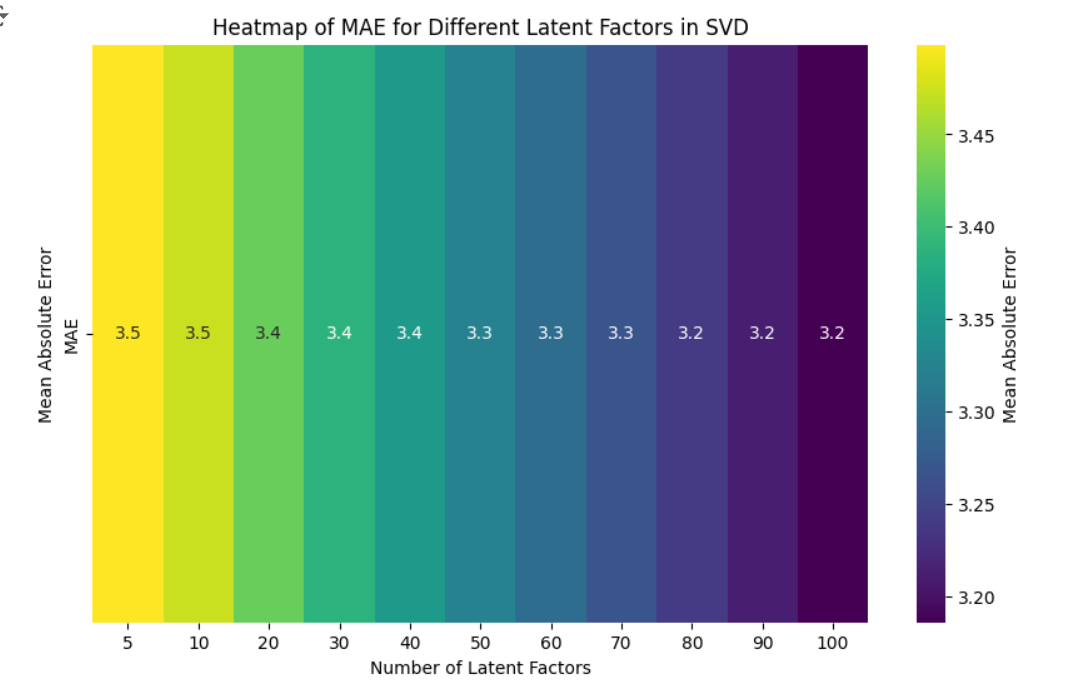 Heatmap of MAE for Different Latent Factors in SVD
Mean Absolute Error
MAE
3.5 3.5 3.4 3.4 3.4 3.3 3.3 3.3 3.2 3.2 3.2
5 10 20 30 40 50 60 70 80 90 100
Number of Latent Factors
3.45
3.40
3.35
3.30
3.25
3.20
Mean Absolute Error